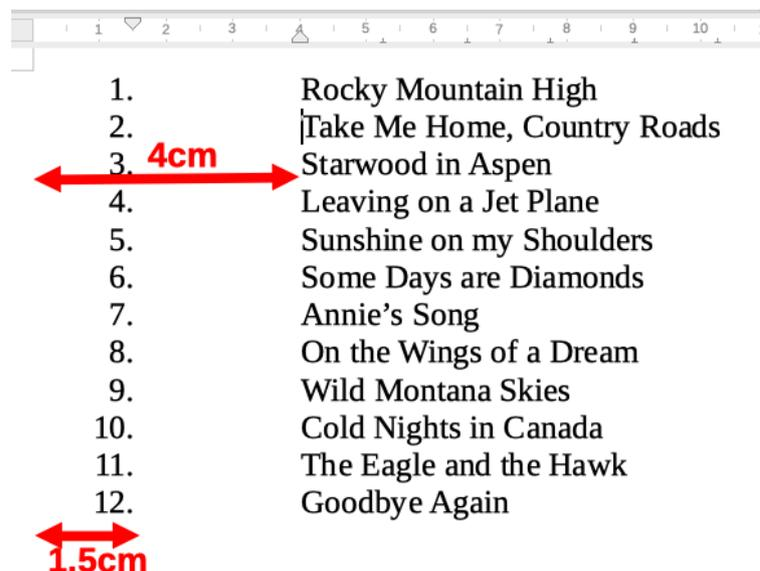 1 2 3 4 5 6 7 8 9 10
1. Rocky Mountain High
2. Take Me Home, Country Roads
4cm
3. Starwood in Aspen
4. Leaving on a Jet Plane
5. Sunshine on my Shoulders
6. Some Days are Diamonds
7. Annie’s Song
8. On the Wings of a Dream
9. Wild Montana Skies
10. Cold Nights in Canada
11. The Eagle and the Hawk
12. Goodbye Again
1.5cm